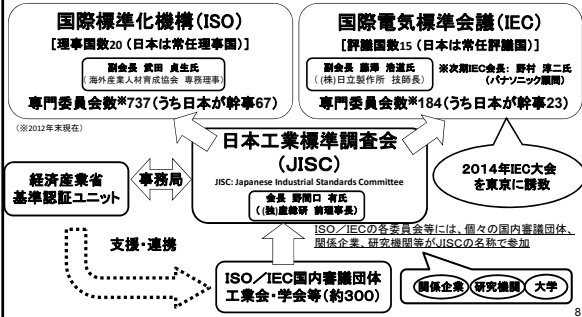 国際標準化機構(ISO)
[理事国数20 (日本は常任理事国)]
副会長 武田 貞生氏
(海外産業人材育成協会 専務理事)
専門委員会数※737(うち日本が幹事67)
(※2012年末現在)
国際電気標準会議(IEC)
[評議国数15 (日本は常任評議国)]
副会長 藤澤 浩道氏
((株)日立製作所 技師長)
※次期IEC会長: 野村 淳二氏
(パナソニック顧問)
専門委員会数※184(うち日本が幹事23)
日本工業標準調査会
(JISC)
JISC: Japanese Industrial Standards Committee
会長 野間口 有氏
((独)産総研 前理事長)
経済産業省
基準認証ユニット
事務局
2014年IEC大会
を東京に誘致
ISO/IECの各委員会等には、個々の国内審議団体、
関係企業、研究機関等がJISCの名称で参加
支援・連携
ISO/IEC国内審議団体
工業会・学会等(約300)
関係企業 研究機関 大学
8